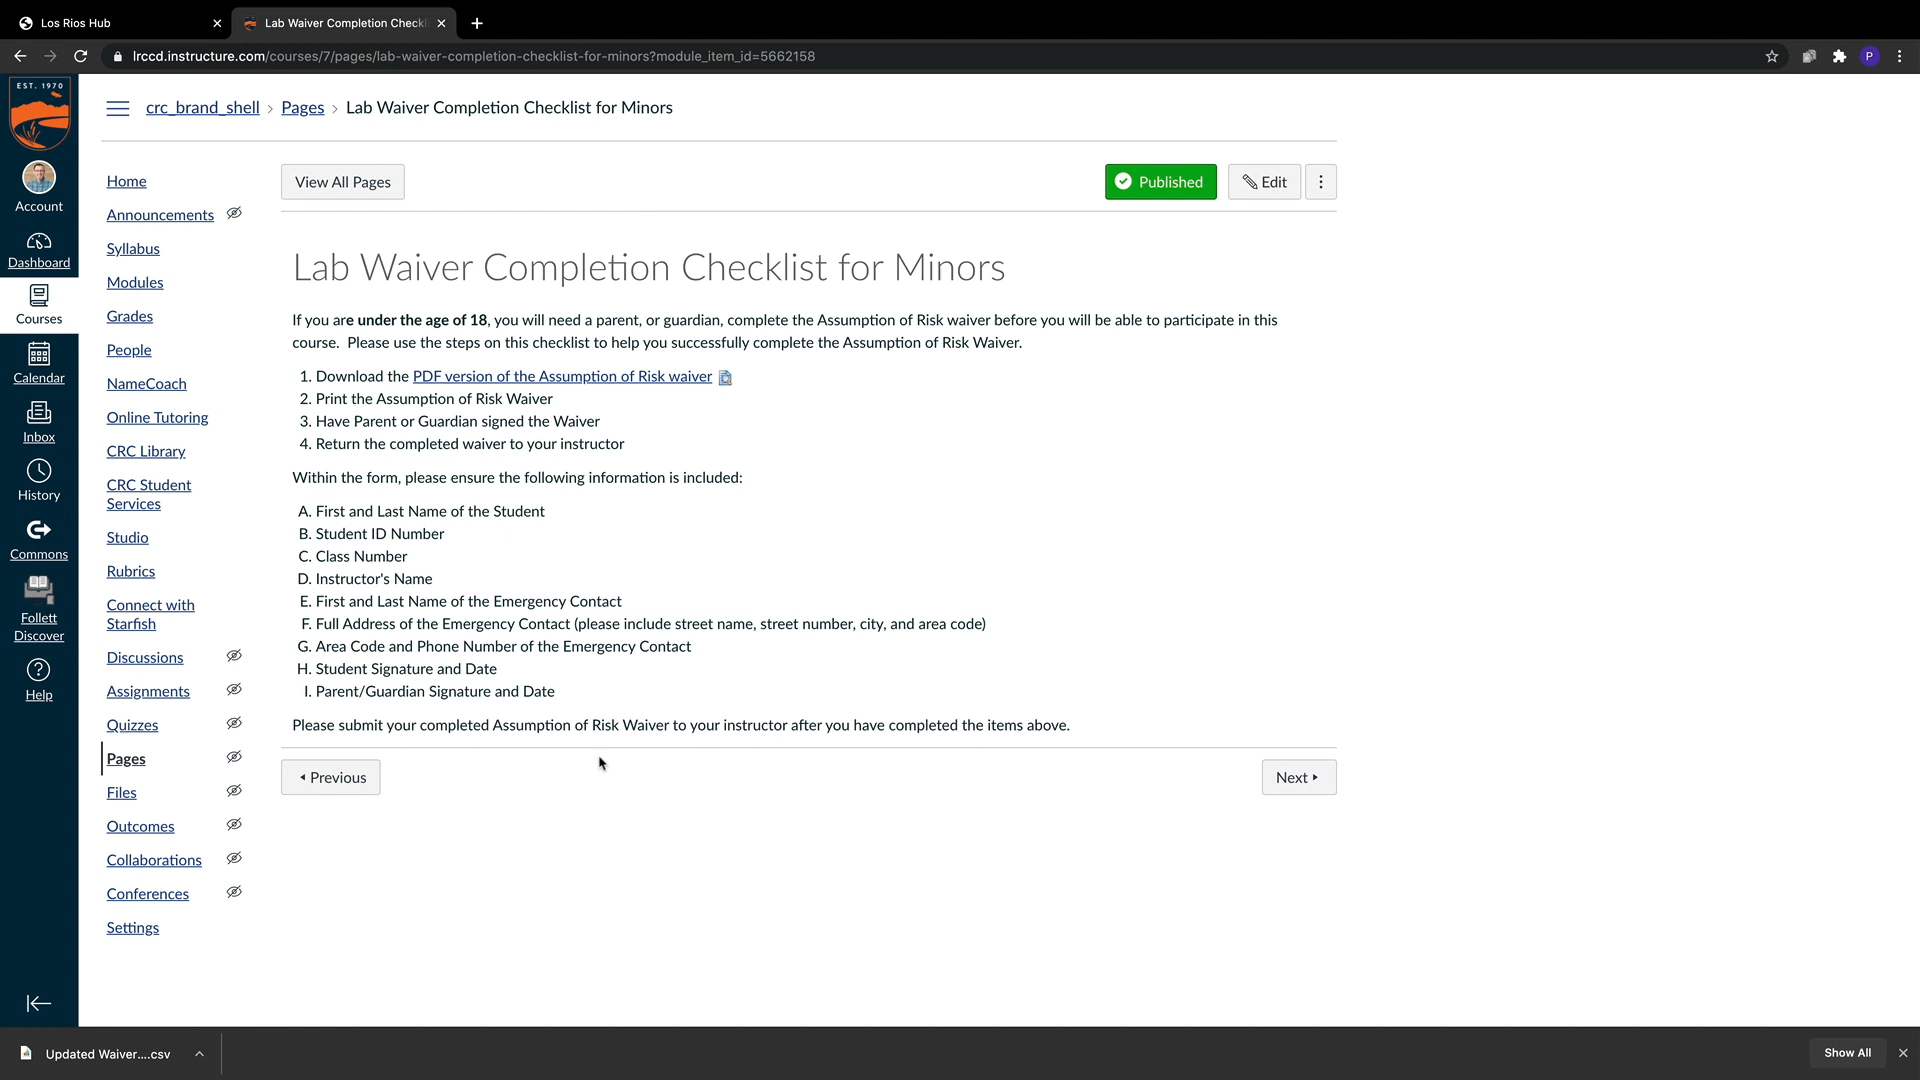 Los Rios Hub
Lab Waiver Completion Checkl
lrccd.instructure.com/courses/7/pages/lab-waiver-completion-checklist-for-minors?module_item_id=5662158
P
EST. 1970
Account
Dashboard
Courses
Calendar
Inbox
History
Commons
Follett
Discover
Help
crc_brand_shell › Pages › Lab Waiver Completion Checklist for Minors
Home
Announcements
Syllabus
Modules
Grades
People
NameCoach
Online Tutoring
CRC Library
CRC Student
Services
Studio
Rubrics
Connect with
Starfish
Discussions
Assignments
Quizzes
Pages
Files
Outcomes
Collaborations
Conferences
Settings
View All Pages
Published
Edit
Lab Waiver Completion Checklist for Minors
If you are under the age of 18, you will need a parent, or guardian, complete the Assumption of Risk waiver before you will be able to participate in this
course. Please use the steps on this checklist to help you successfully complete the Assumption of Risk Waiver.
1. Download the PDF version of the Assumption of Risk waiver
2. Print the Assumption of Risk Waiver
3. Have Parent or Guardian signed the Waiver
4. Return the completed waiver to your instructor
Within the form, please ensure the following information is included:
A. First and Last Name of the Student
B. Student ID Number
C. Class Number
D. Instructor's Name
E. First and Last Name of the Emergency Contact
F. Full Address of the Emergency Contact (please include street name, street number, city, and area code)
G. Area Code and Phone Number of the Emergency Contact
H. Student Signature and Date
I. Parent/Guardian Signature and Date
Please submit your completed Assumption of Risk Waiver to your instructor after you have completed the items above.
Previous
Next
Updated Waiver....csv
Show All